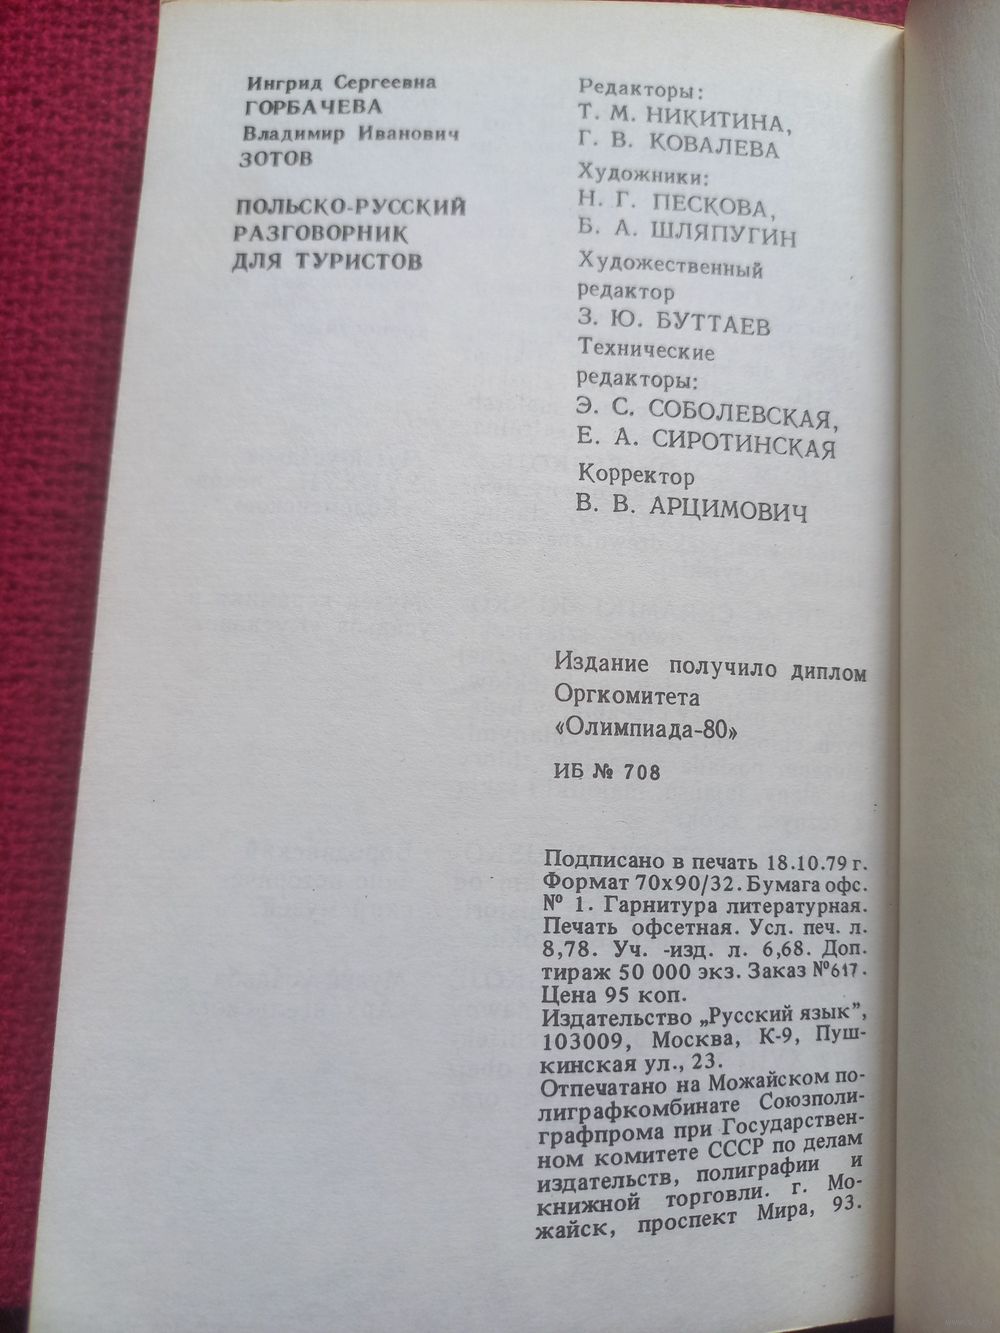 Ингрид Сергеевна
ГОРБАЧЕВА
Владимир Иванович
ЗОТОВ
ПОЛЬСКО-РУССКИЙ
РАЗГОВОРНИК
ДЛЯ ТУРИСТОВ
Редакторы:
Т. М. НИКИТИНА,
Г. В. КОВАЛЕВА
Художники:
Н. Г. ПЕСКОВА,
Б. А. ШЛЯПУГИН
Художественный
редактор
З. Ю. БУТТАЕВ
Технические
редакторы:
Э. С. СОБОЛЕВСКАЯ,
Е. А. СИРОТИНСКАЯ
Корректор
В. В. АРЦИМОВИЧ
Издание получило диплом
Оргкомитета
«Олимпиада-80»
ИБ № 708
Подписано в печать 18.10.79 г.
Формат 70x90/32. Бумага офс.
№ 1. Гарнитура литературная.
Печать офсетная. Усл. печ. л.
8,78. Уч. -изд. л. 6,68. Доп.
тираж 50 000 экз. Заказ №617.
Цена 95 коп.
Издательство „Русский язык",
103009, Москва, К-9, Пуш-
кинская ул., 23.
Отпечатано на Можайском по-
лиграфкомбинате Союзполи-
графпрома при Государствен-
ном комитете СССР по делам
издательств, полиграфии и
книжной торговли. г. Мо-
жайск, проспект Мира, 93.